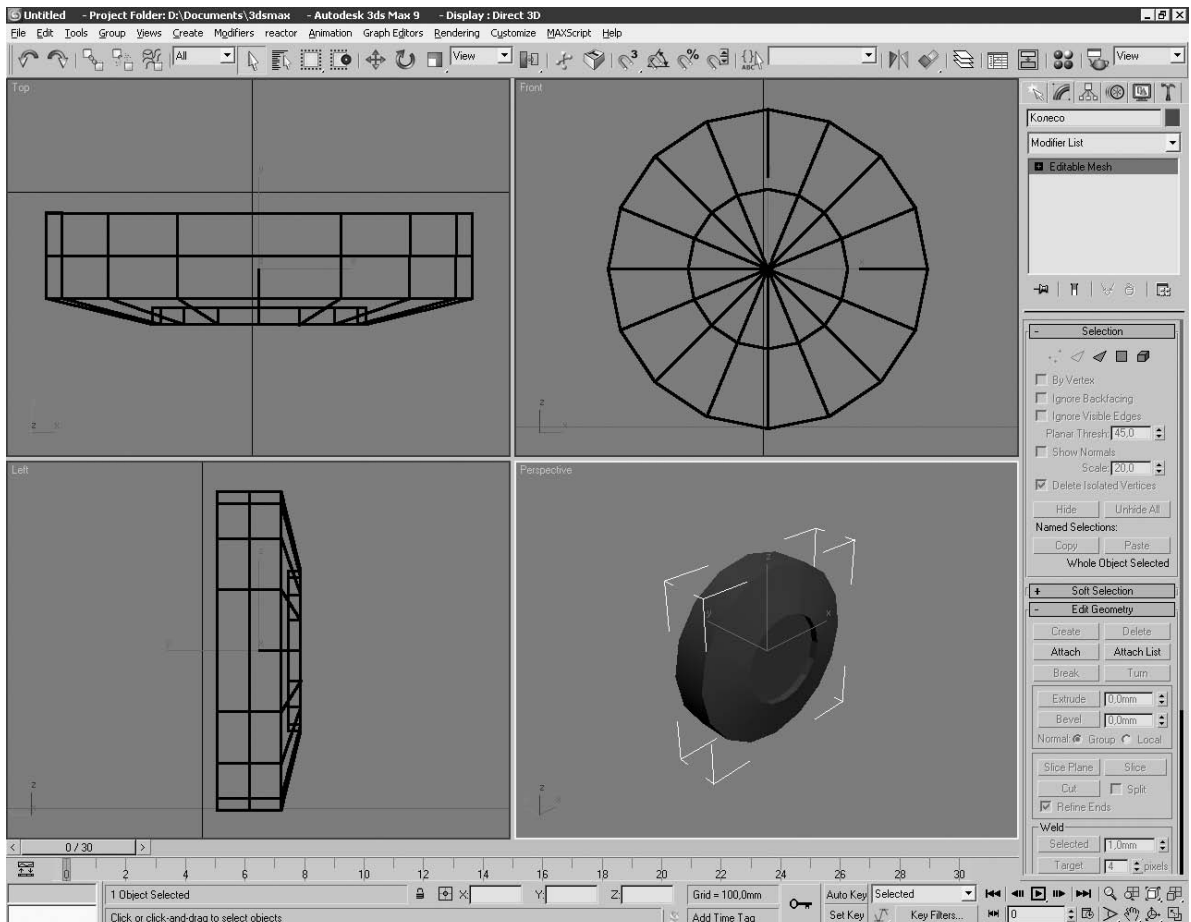 Untitled - Project Folder: D:\Documents\3dsmax - Autodesk 3ds Max 9 - Display : Direct 3D
File Edit Tools Group Views Create Modifiers reactor Animation Graph Editors Rendering Customize MAXScript Help
All View 3 % ABC View
Top Front
Колесо
Modifier List
Editable Mesh
y
x
x
z x
z
Left Perspective
- Selection
By Vertex
Ignore Backfacing
Ignore Visible Edges
Planar Thresh: 45,0
Show Normals
Scale: 20,0
Delete Isolated Vertices
Hide Unhide All
Named Selections:
Copy Paste
Whole Object Selected
+ Soft Selection
- Edit Geometry
Create Delete
Attach Attach List
Break Turn
Extrude 0,0mm
Bevel 0,0mm
Normal: Group Local
Slice Plane Slice
Cut Split
Refine Ends
Weld
Selected 1,0mm
Target 4 pixels
z
y x
z
y x
z
z
< 0 / 30 >
0 2 4 6 8 10 12 14 16 18 20 22 24 26 28 30
1 Object Selected X: Y: Z: Grid = 100,0mm Auto Key Selected
Click or click-and-drag to select objects Add Time Tag Set Key Key Filters... 0